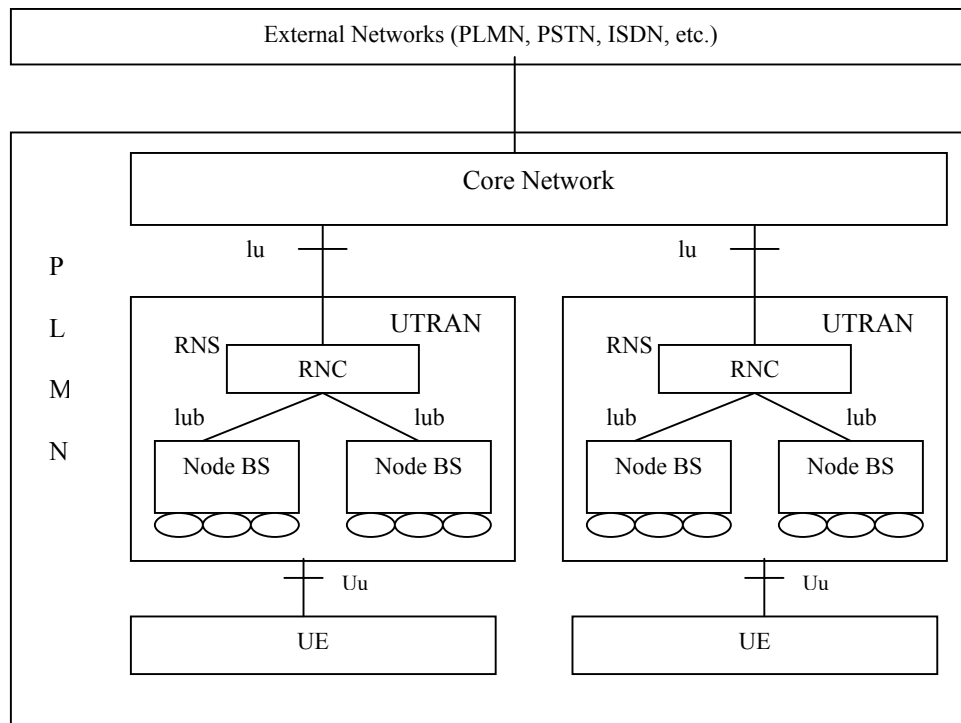 External Networks (PLMN, PSTN, ISDN, etc.)
Core Network
lu
lu
P
L
M
N
UTRAN
RNS
RNC
lub
lub
Node BS
Node BS
UTRAN
RNS
RNC
lub
lub
Node BS
Node BS
Uu
Uu
UE
UE